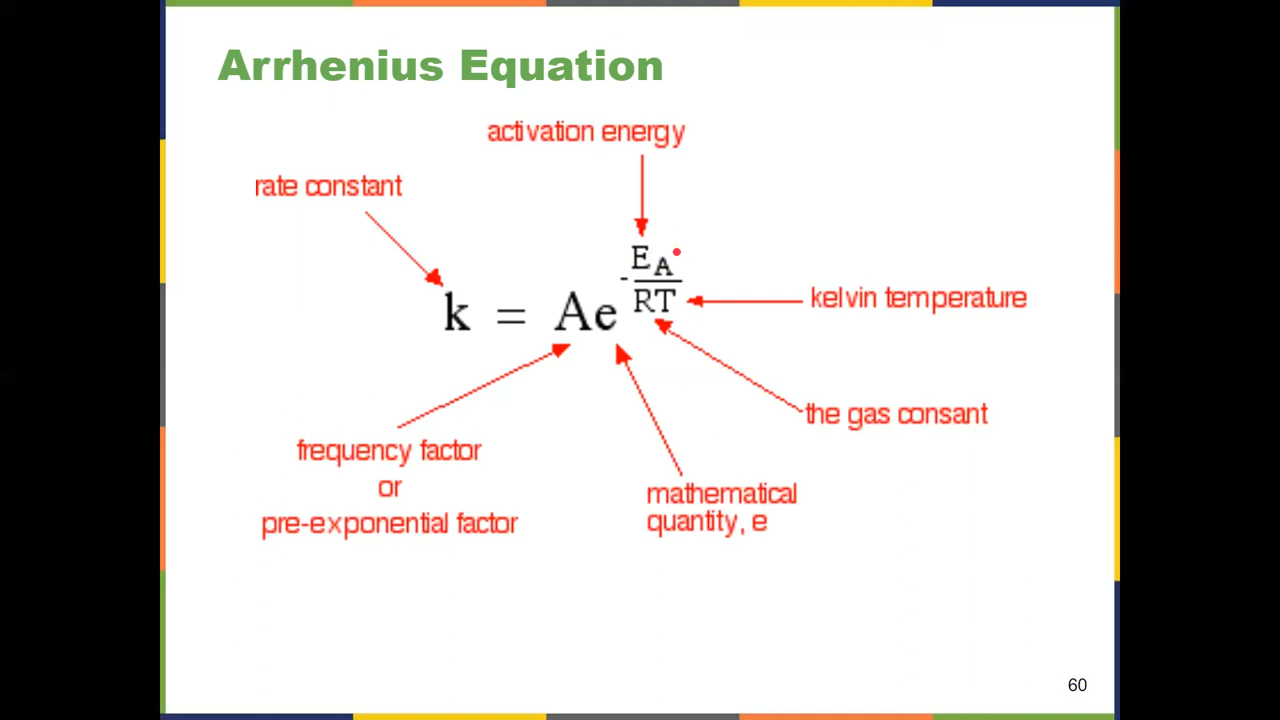 Arrhenius Equation
activation energy
rate constant
k = Ae^-E_A/RT
kelvin temperature
the gas consant
frequency factor
or
pre-exponential factor
mathematical
quantity, e
60